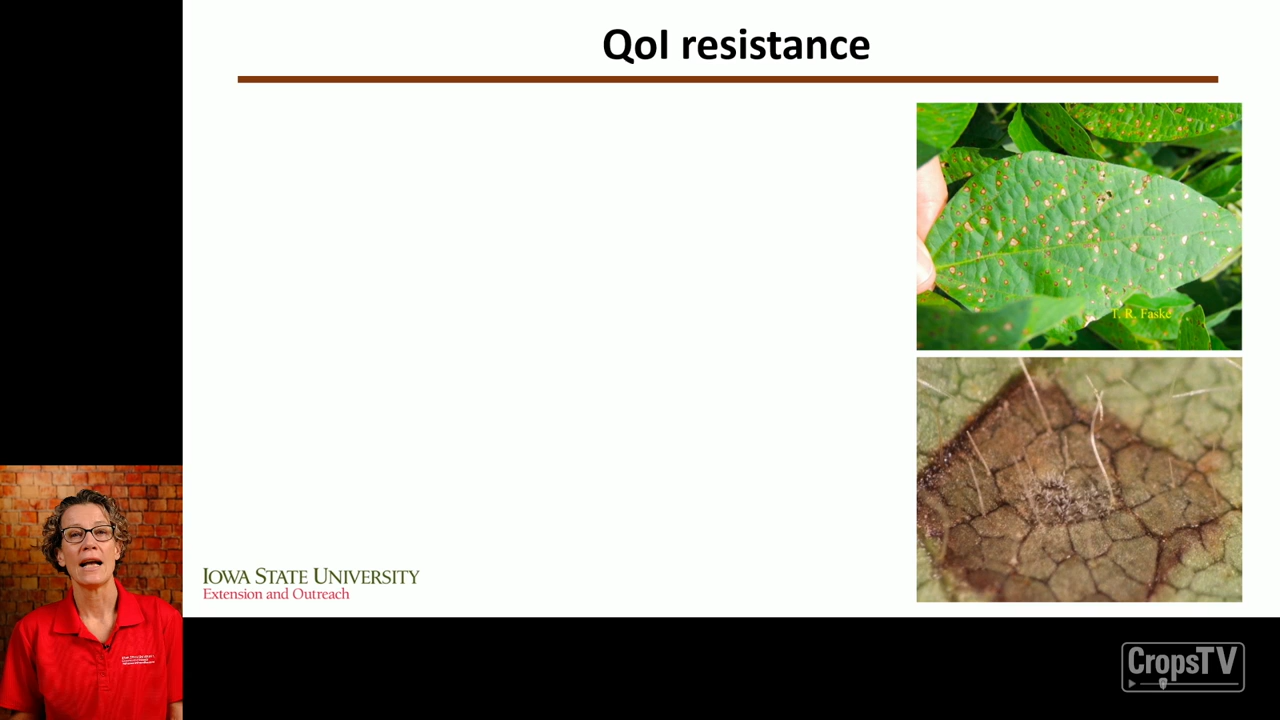 QoI resistance
T. R. Faske
IOWA STATE UNIVERSITY
Extension and Outreach
CropsTV